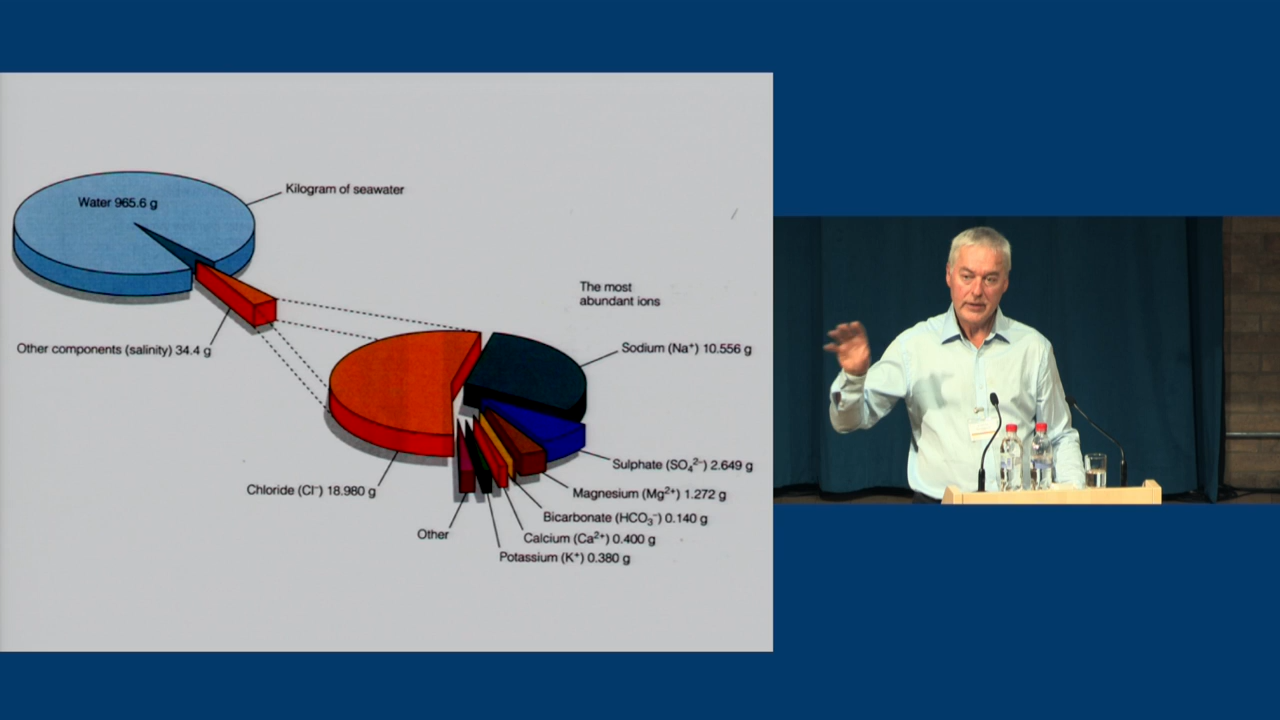 Water 965.6 g
Kilogram of seawater
The most
abundant ions
Other components (salinity) 34.4 g
Sodium (Na⁺) 10.556 g
Sulphate (SO₄²⁻) 2.649 g
Chloride (Cl⁻) 18.980 g
Magnesium (Mg²⁺) 1.272 g
Bicarbonate (HCO₃⁻) 0.140 g
Other
Calcium (Ca²⁺) 0.400 g
Potassium (K⁺) 0.380 g